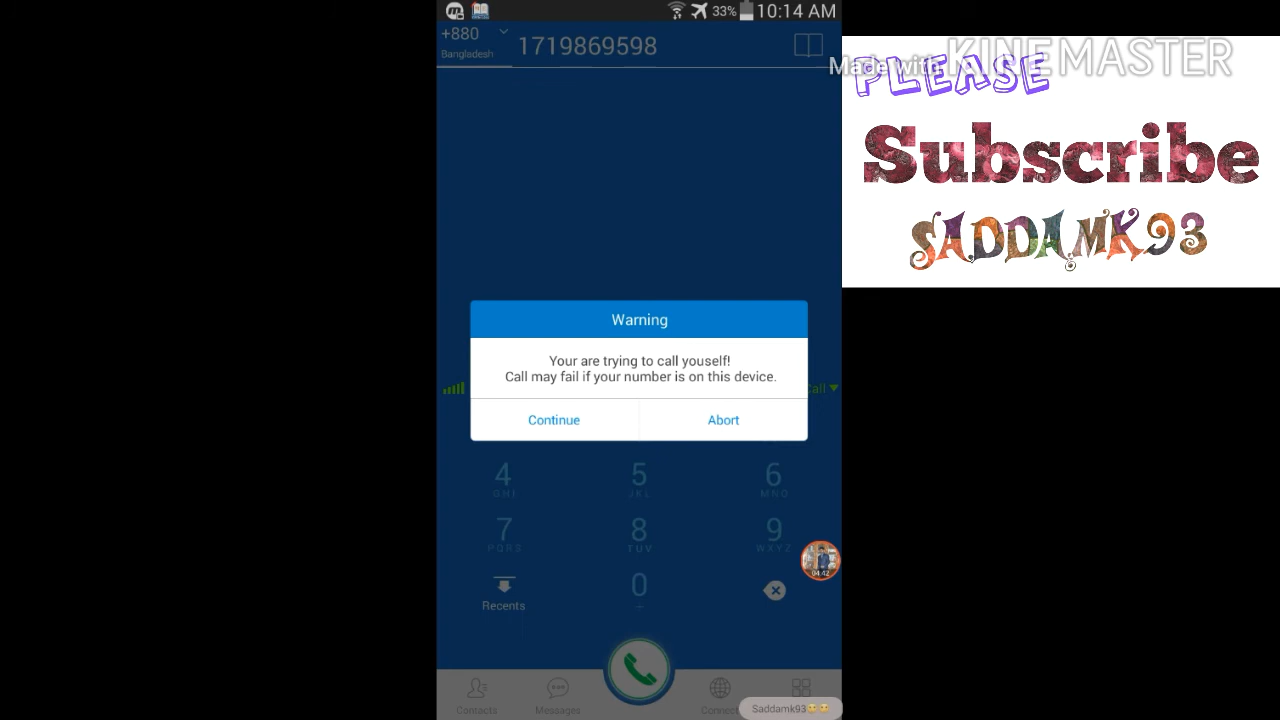 33% 10:14 AM
+880
Bangladesh
1719869598
Made with KINEMASTER
PLEASE
Subscribe
SADDAMK93
Warning
Your are trying to call youself!
Call may fail if your number is on this device.
Continue
Abort
4
GHI
5
JKL
6
MNO
7
PQRS
8
TUV
9
WXYZ
04:42
Recents
0
Contacts
Messages
Saddamk93😊😊